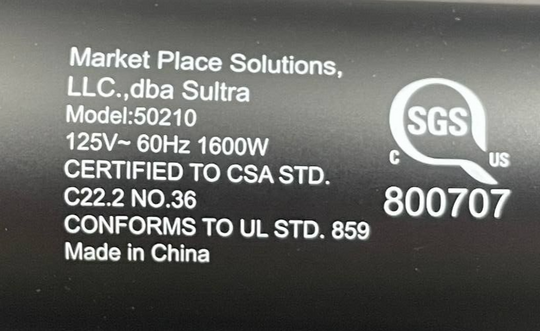 Market Place Solutions,
LLC.,dba Sultra
Model:50210
125V~ 60Hz 1600W
CERTIFIED TO CSA STD.
C22.2 NO.36
CONFORMS TO UL STD. 859
Made in China
SGS
C US
800707